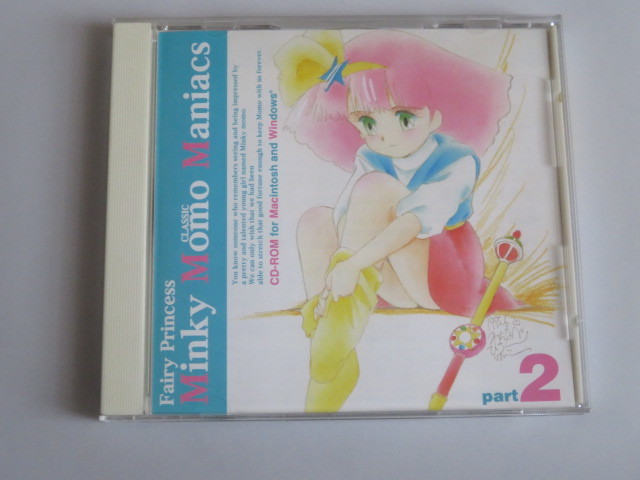 Fairy Princess
CLASSIC
Minky Momo Maniacs
You know someone who remembers seeing and being impressed by
a pretty and talented young girl named Minky momo
We can only wish that we had been
able to stretch that good fortune enough to keep Momo with us forever.
CD-ROM for Macintosh and Windows®
part 2